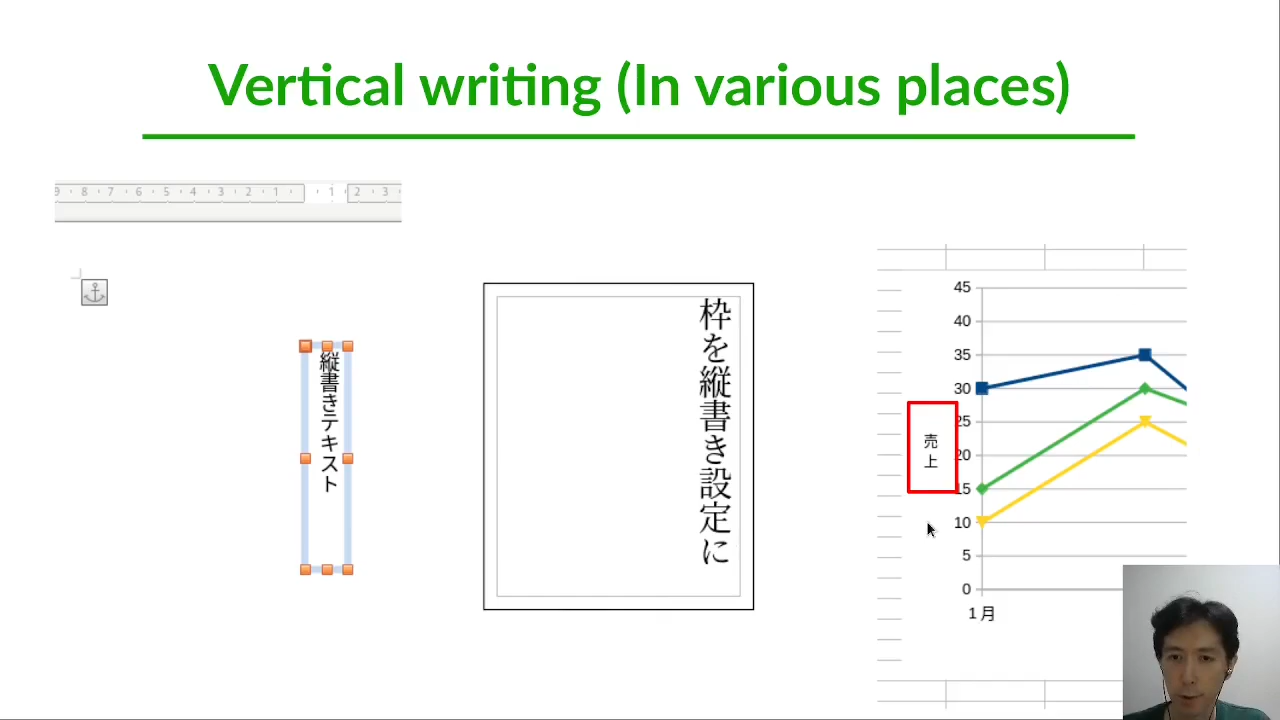 Vertical writing (In various places)
9 8 7 6 5 4 3 2 1 1 2 3
縦書きテキスト
枠を縦書き設定に
売上
45
40
35
30
25
20
15
10
5
0
1月